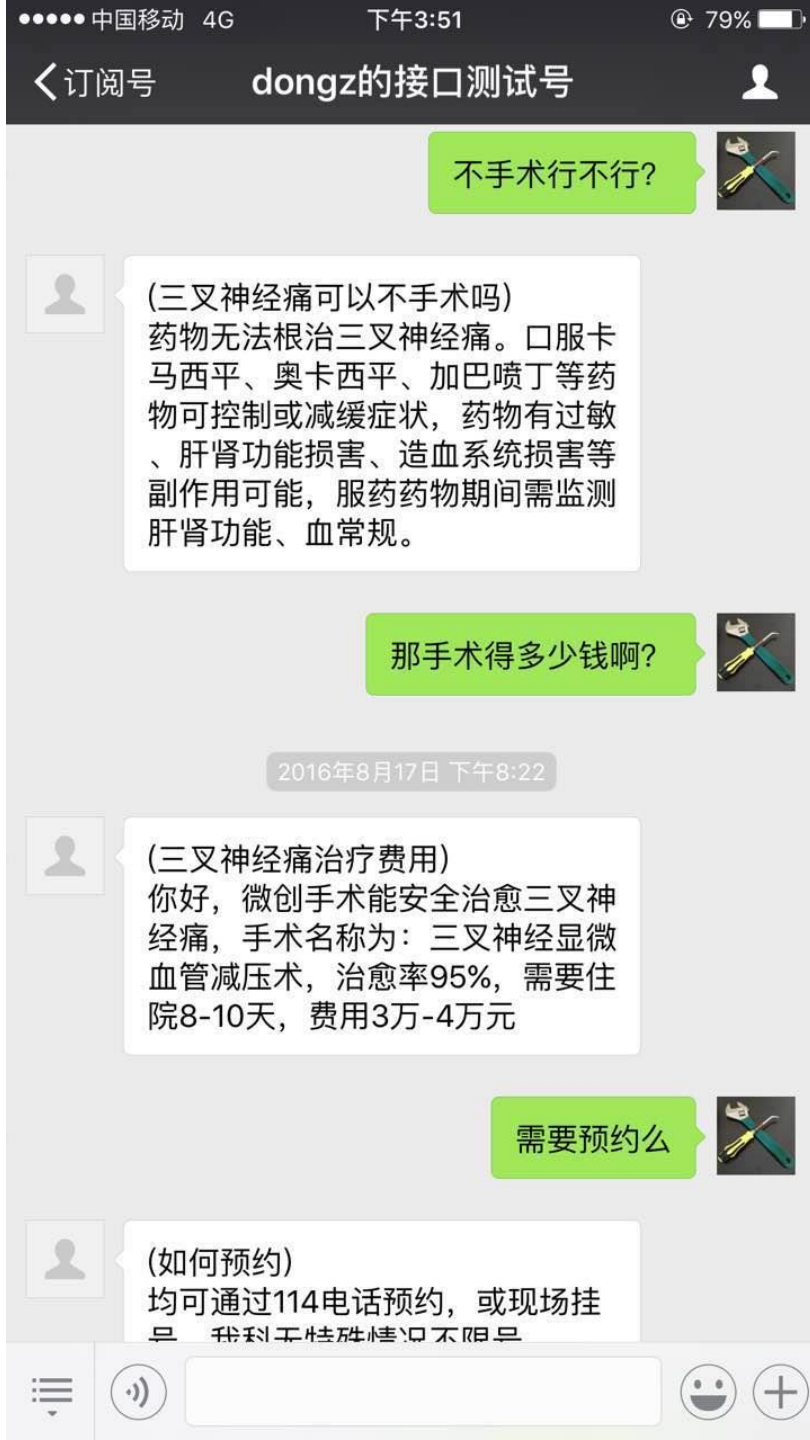 中国移动 4G 下午3:51 79%
订阅号 dongz的接口测试号
不手术行不行?
(三叉神经痛可以不手术吗)
药物无法根治三叉神经痛。口服卡
马西平、奥卡西平、加巴喷丁等药
物可控制或减缓症状，药物有过敏
、肝肾功能损害、造血系统损害等
副作用可能，服药药物期间需监测
肝肾功能、血常规。
那手术得多少钱啊?
2016年8月17日 下午8:22
(三叉神经痛治疗费用)
你好，微创手术能安全治愈三叉神
经痛，手术名称为：三叉神经显微
血管减压术，治愈率95%，需要住
院8-10天，费用3万-4万元
需要预约么
(如何预约)
均可通过114电话预约，或现场挂
号，我科无特殊情况不限号